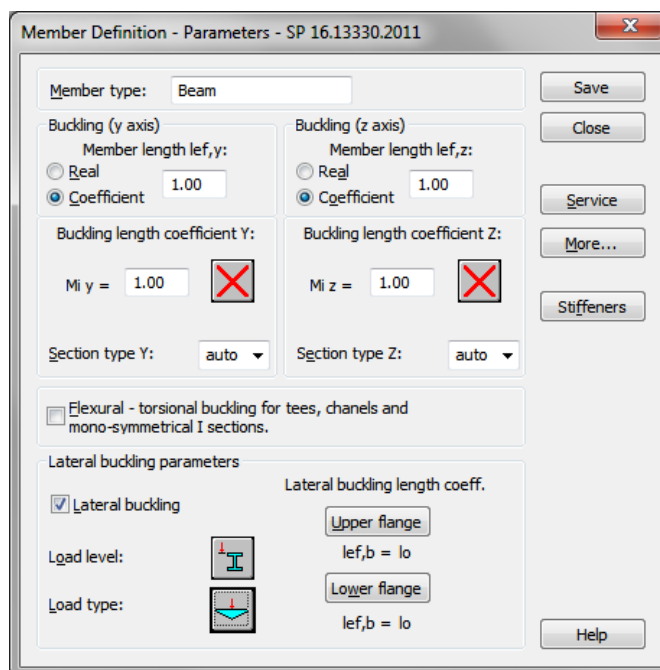 Member Definition - Parameters - SP 16.13330.2011
Member type: Beam
Save
Close
Service
More...
Stiffeners
Help
Buckling (y axis)
Member length lef,y:
Real
Coefficient
1.00
Buckling length coefficient Y:
Mi y = 1.00
Section type Y: auto
Buckling (z axis)
Member length lef,z:
Real
Coefficient
1.00
Buckling length coefficient Z:
Mi z = 1.00
Section type Z: auto
Flexural - torsional buckling for tees, chanels and
mono-symmetrical I sections.
Lateral buckling parameters
Lateral buckling
Load level:
Load type:
Lateral buckling length coeff.
Upper flange
lef,b = lo
Lower flange
lef,b = lo